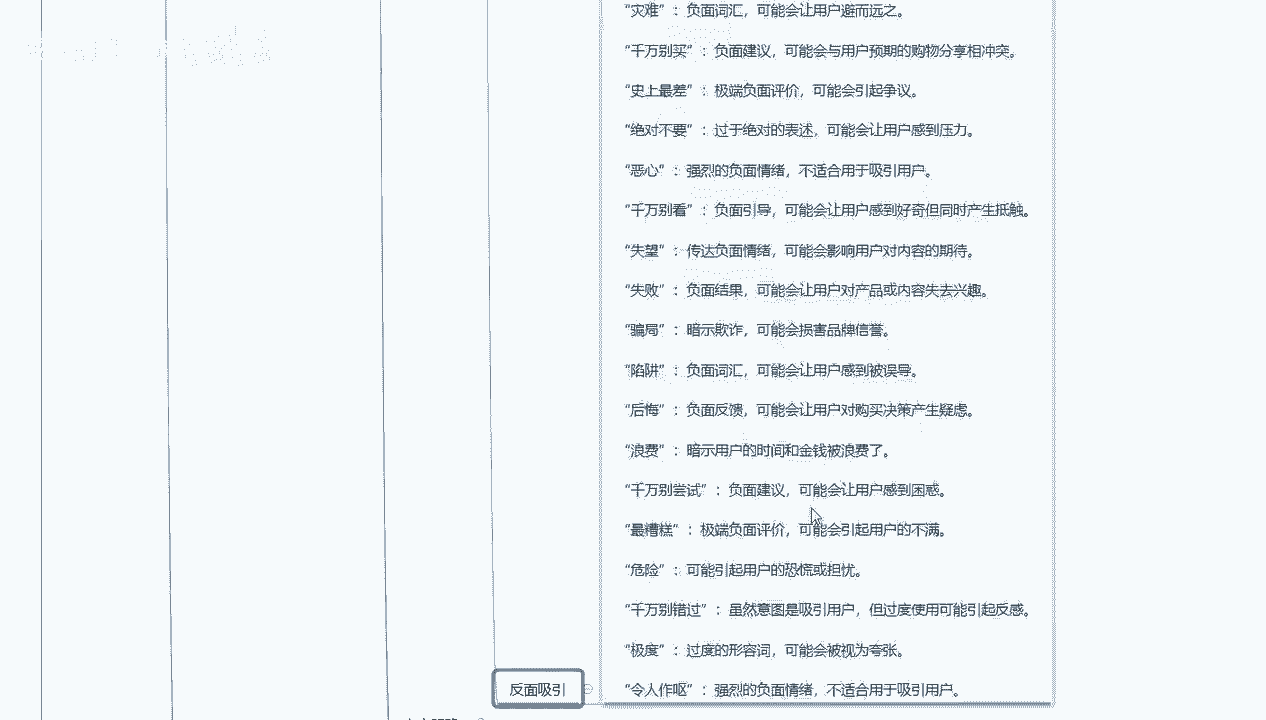 “灾难” ：负面词汇，可能会让用户避而远之。
“千万别买” ：负面建议，可能会与用户预期的购物分享相冲突。
“史上最差” ：极端负面评价，可能会引起争议。
“绝对不要” ：过于绝对的表述，可能会让用户感到压力。
“恶心” ：强烈的负面情绪，不适合用于吸引用户。
“千万别看” ：负面引导，可能会让用户感到好奇但同时产生抵触。
“失望” ：传达负面情绪，可能会影响用户对内容的期待。
“失败” ：负面结果，可能会让用户对产品或内容失去兴趣。
“骗局” ：暗示欺诈，可能会损害品牌信誉。
“陷阱” ：负面词汇，可能会让用户感到被误导。
“后悔” ：负面反馈，可能会让用户对购买决策产生疑虑。
“浪费” ：暗示用户的时间和金钱被浪费了。
“千万别尝试” ：负面建议，可能会让用户感到困惑。
“最糟糕” ：极端负面评价，可能会引起用户的不满。
“危险” ：可能引起用户的恐慌或担忧。
“千万别错过” ：虽然意图是吸引用户，但过度使用可能引起反感。
“极度” ：过度的形容词，可能会被视为夸张。
反面吸引
“令人作呕” ：强烈的负面情绪，不适合用于吸引用户。